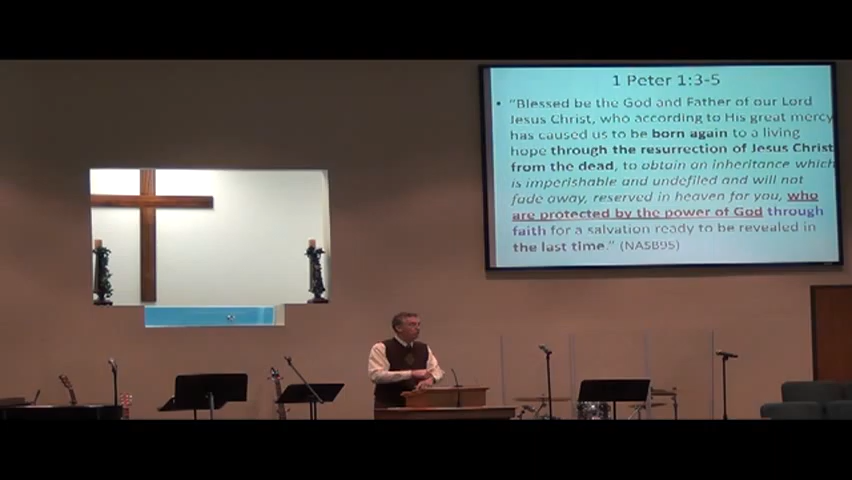 1 Peter 1:3-5
• “Blessed be the God and Father of our Lord
Jesus Christ, who according to His great mercy
has caused us to be born again to a living
hope through the resurrection of Jesus Christ
from the dead, to obtain an inheritance which
is imperishable and undefiled and will not
fade away, reserved in heaven for you, who
are protected by the power of God through
faith for a salvation ready to be revealed in
the last time.” (NASB95)